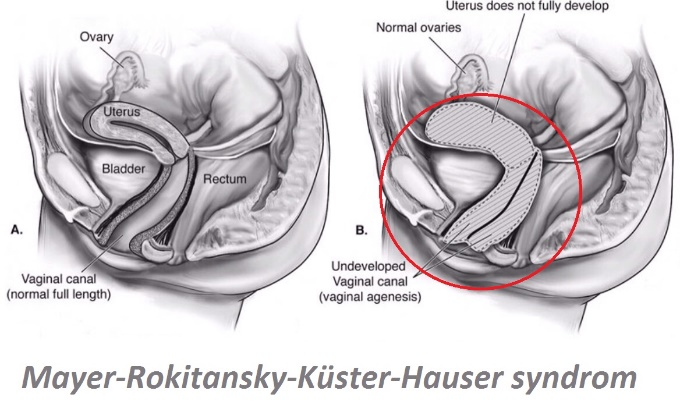 Uterus does not fully develop
Ovary
Normal ovaries
Uterus
Bladder
Rectum
A.
B.
Vaginal canal
(normal full length)
Undeveloped
Vaginal canal
(vaginal agenesis)
Mayer-Rokitansky-Küster-Hauser syndrom